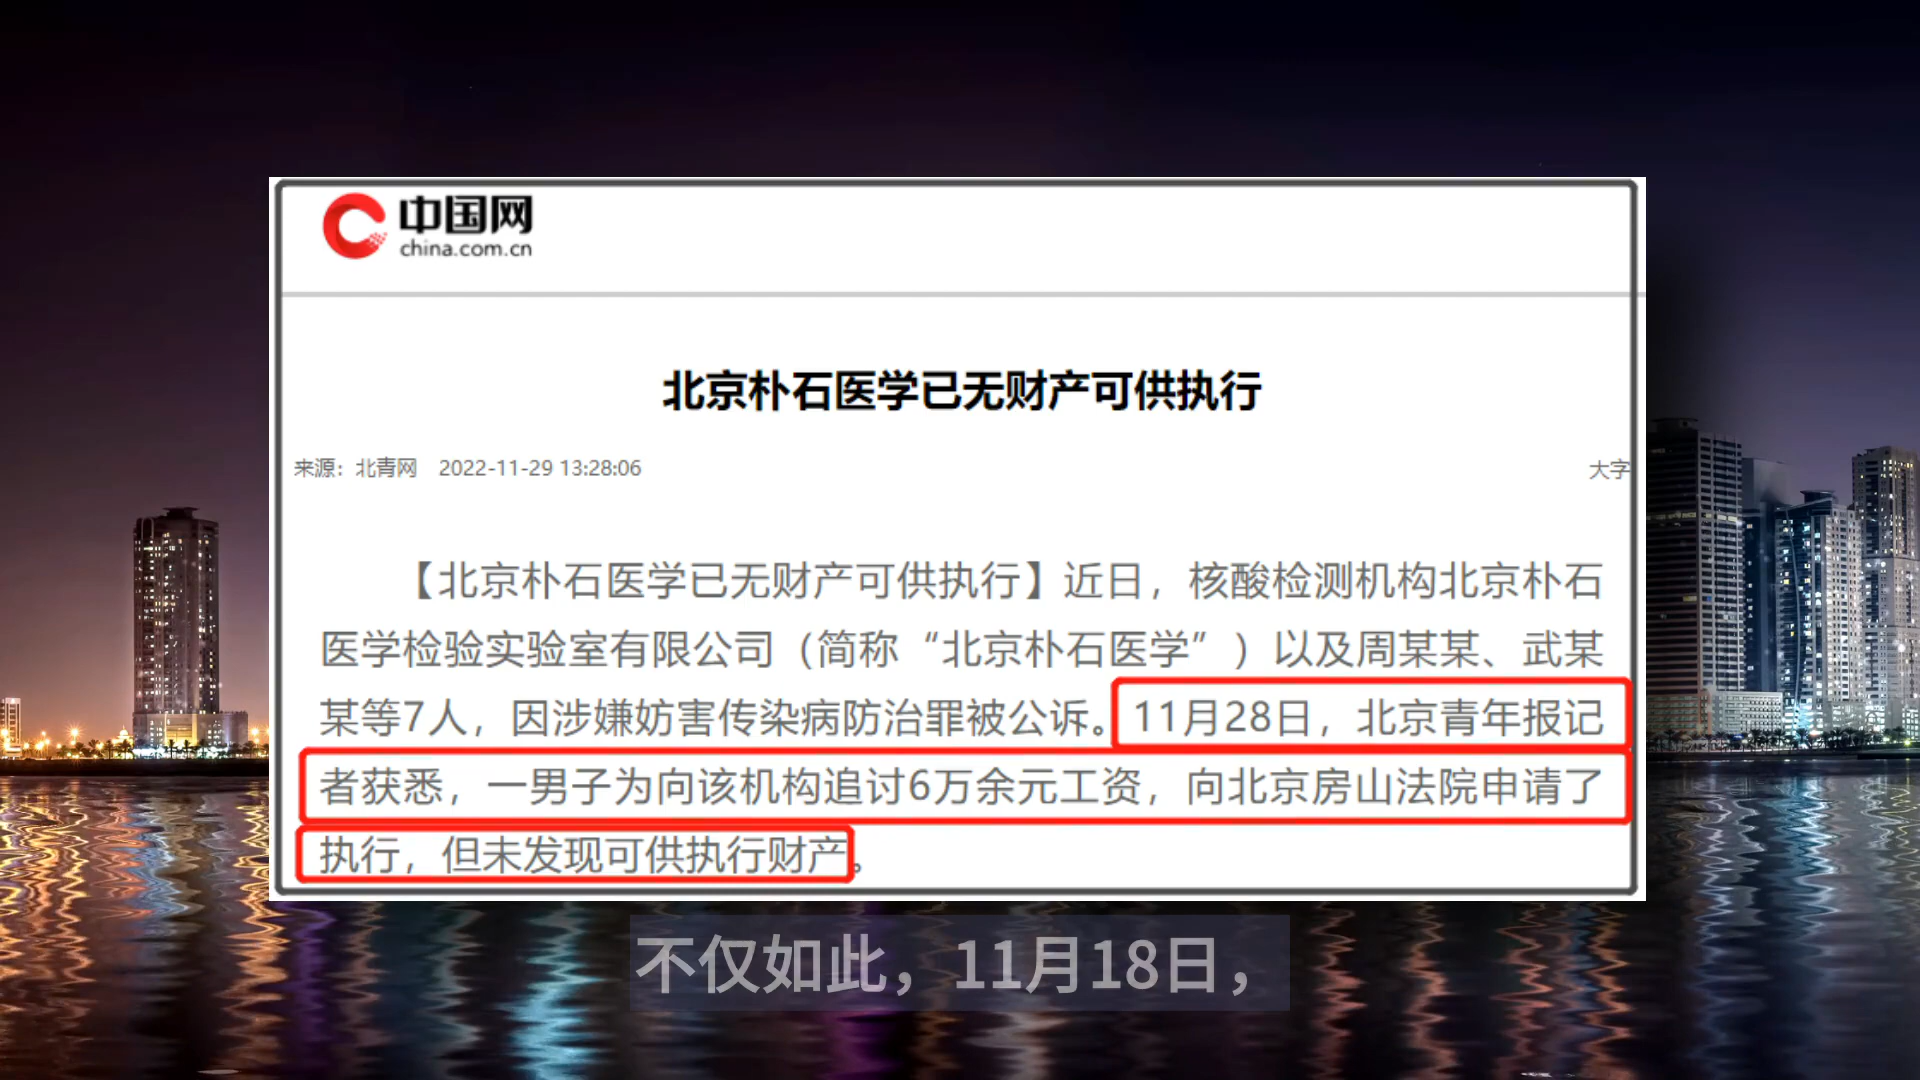 中国网
china.com.cn
北京朴石医学已无财产可供执行
来源：北青网 2022-11-29 13:28:06 大字
【北京朴石医学已无财产可供执行】近日，核酸检测机构北京朴石
医学检验实验室有限公司（简称“北京朴石医学”）以及周某某、武某
某等7人，因涉嫌妨害传染病防治罪被公诉。11月28日，北京青年报记
者获悉，一男子为向该机构追讨6万余元工资，向北京房山法院申请了
执行，但未发现可供执行财产。
不仅如此，11月18日，